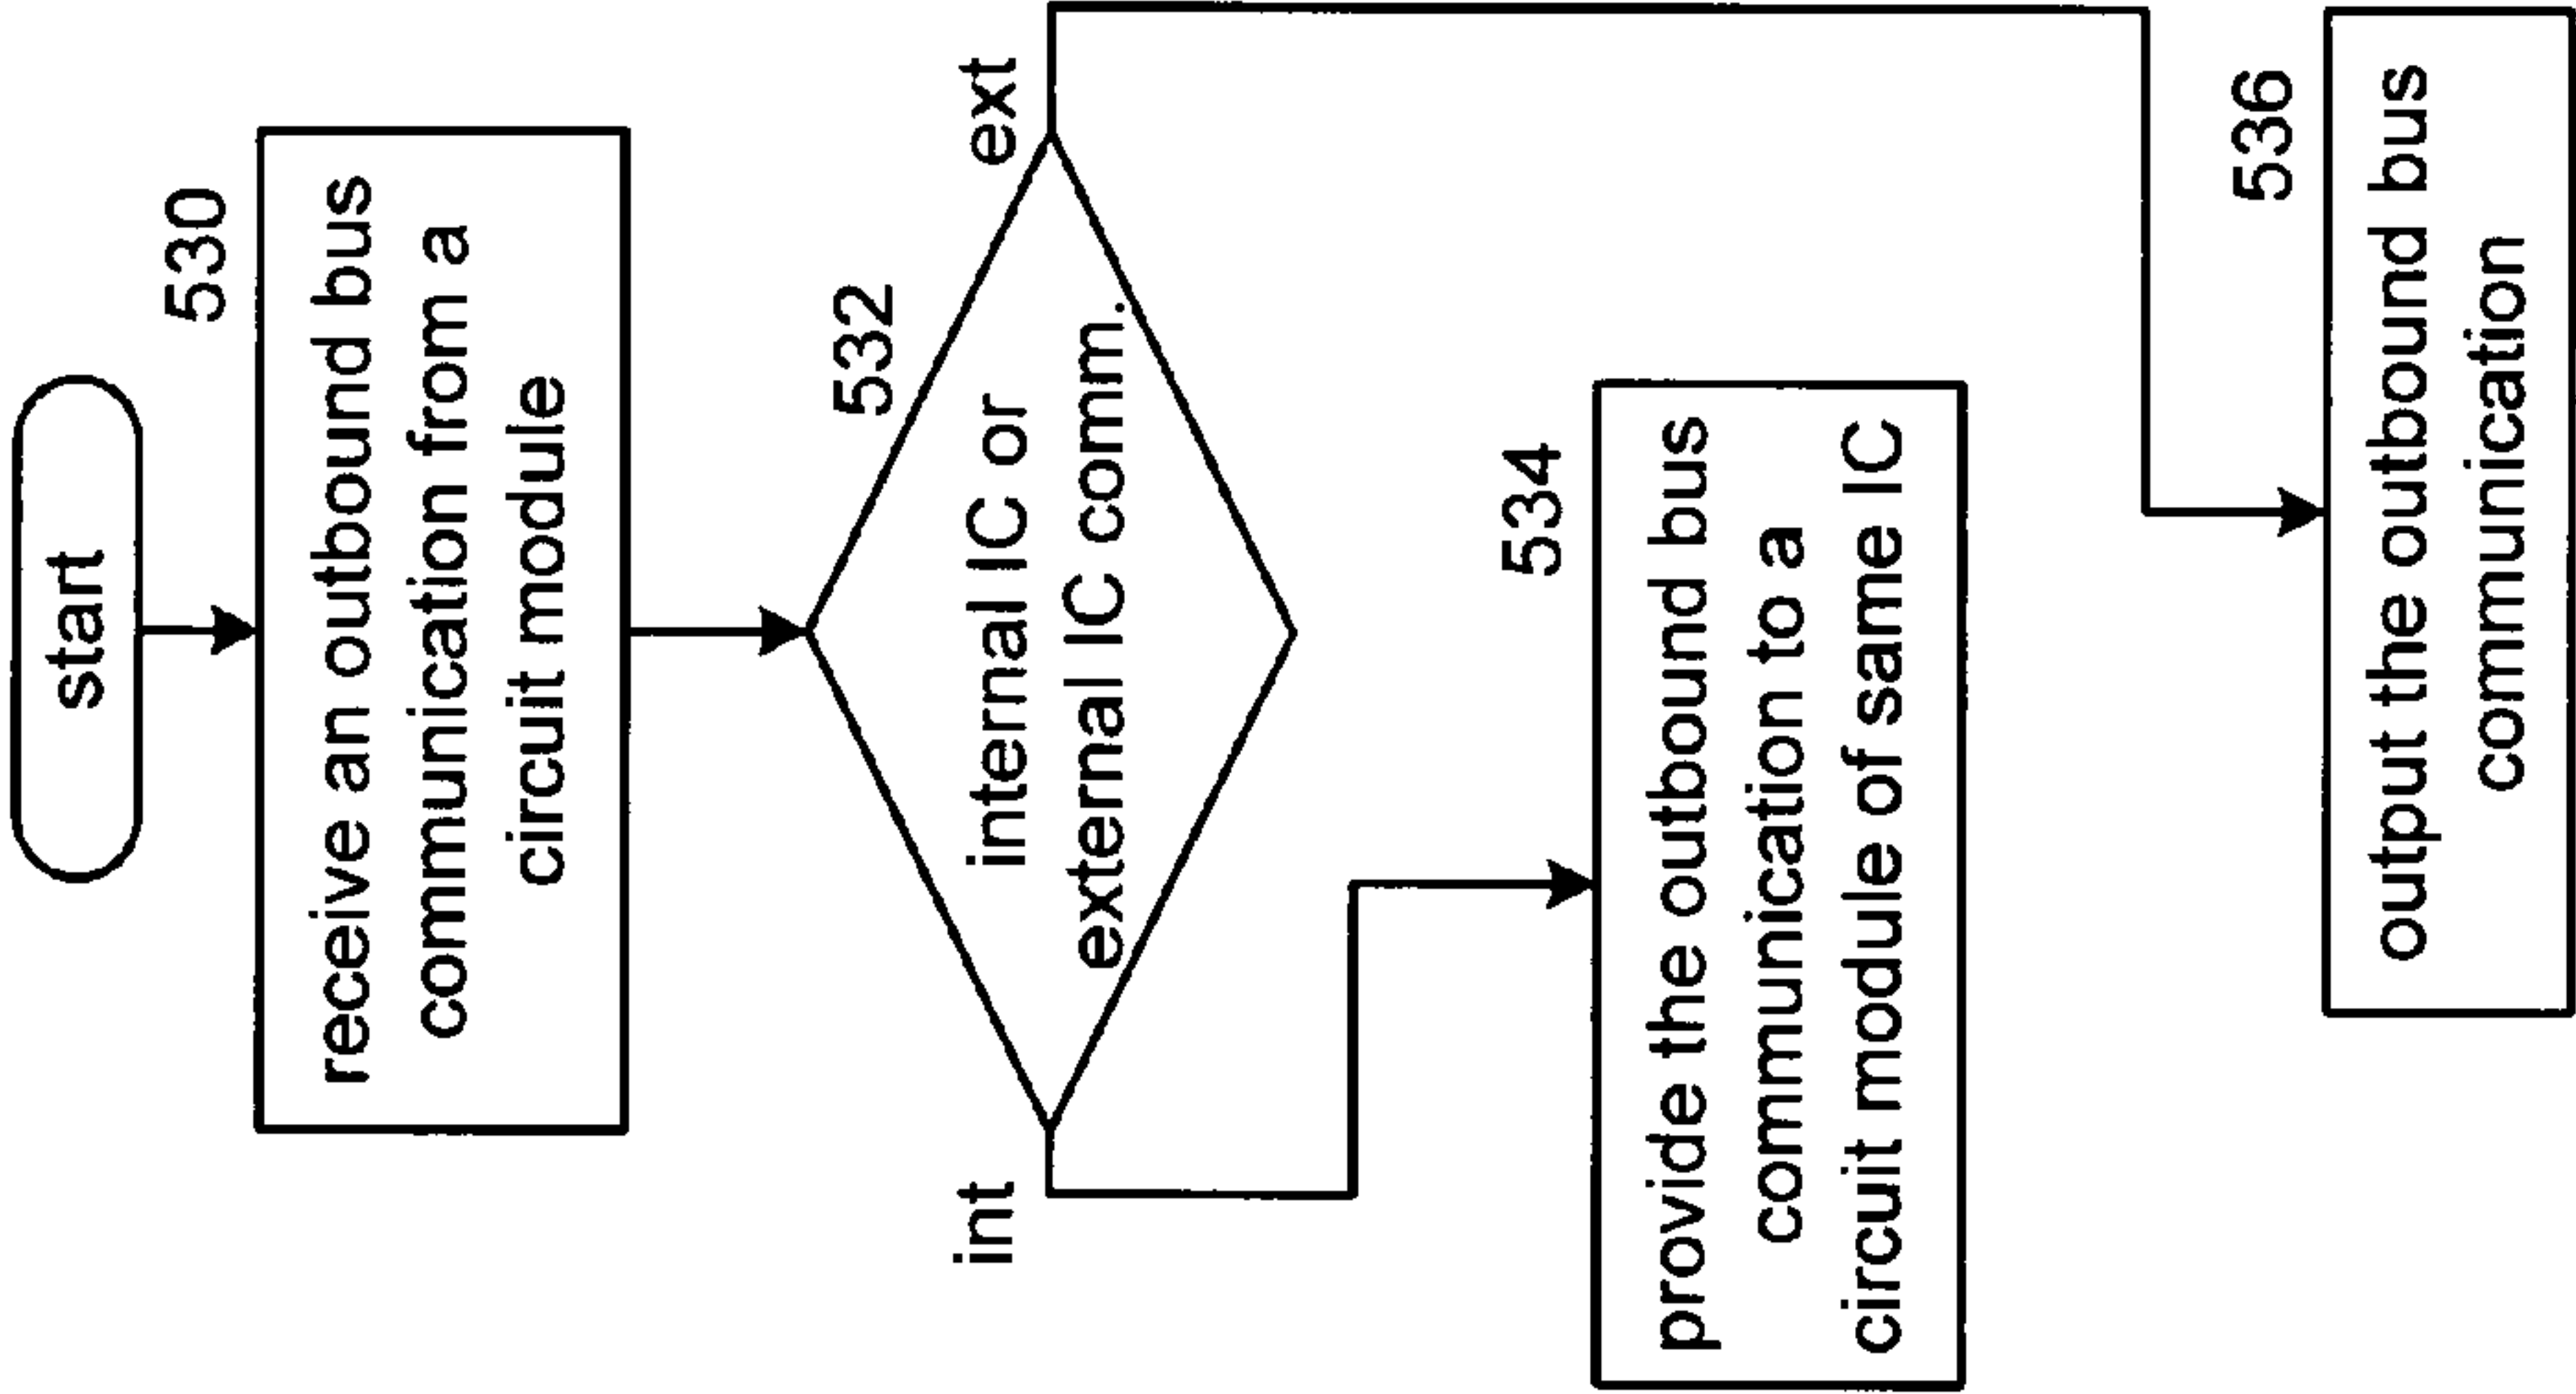 start
530
receive an outbound bus
communication from a
circuit module
532
internal IC or
external IC comm.
int
ext
534
provide the outbound bus
communication to a
circuit module of same IC
536
output the outbound bus
communication